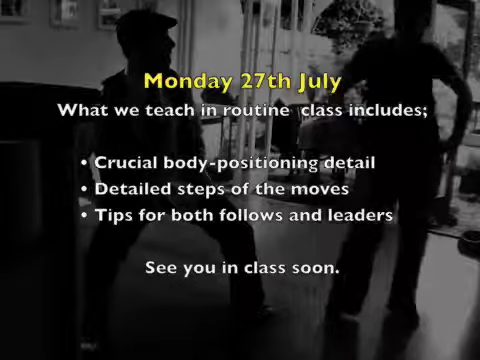 Monday 27th July
What we teach in routine class includes;
• Crucial body-positioning detail
• Detailed steps of the moves
• Tips for both follows and leaders
See you in class soon.